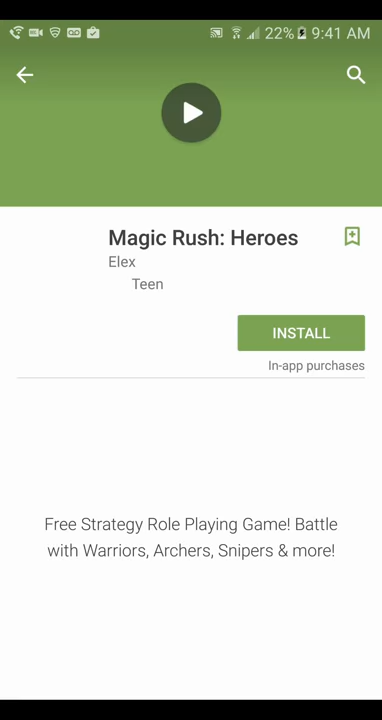 22% 9:41 AM
Magic Rush: Heroes
Elex
Teen
INSTALL
In-app purchases
Free Strategy Role Playing Game! Battle
with Warriors, Archers, Snipers & more!